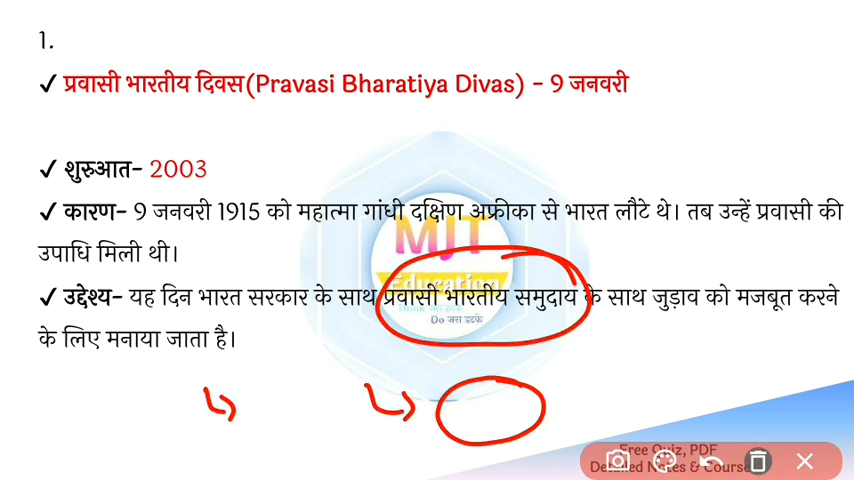 1.
✓ प्रवासी भारतीय दिवस(Pravasi Bharatiya Divas) - 9 जनवरी
✓ शुरुआत- 2003
✓ कारण- 9 जनवरी 1915 को महात्मा गांधी दक्षिण अफ्रीका से भारत लौटे थे। तब उन्हें प्रवासी की
उपाधि मिली थी।
MJT
Education
✓ उद्देश्य- यह दिन भारत सरकार के साथ प्रवासी भारतीय समुदाय के साथ जुड़ाव को मजबूत करने
Do जरा हटके
के लिए मनाया जाता है।
Free Quiz, PDF
Detailed Notes & Course